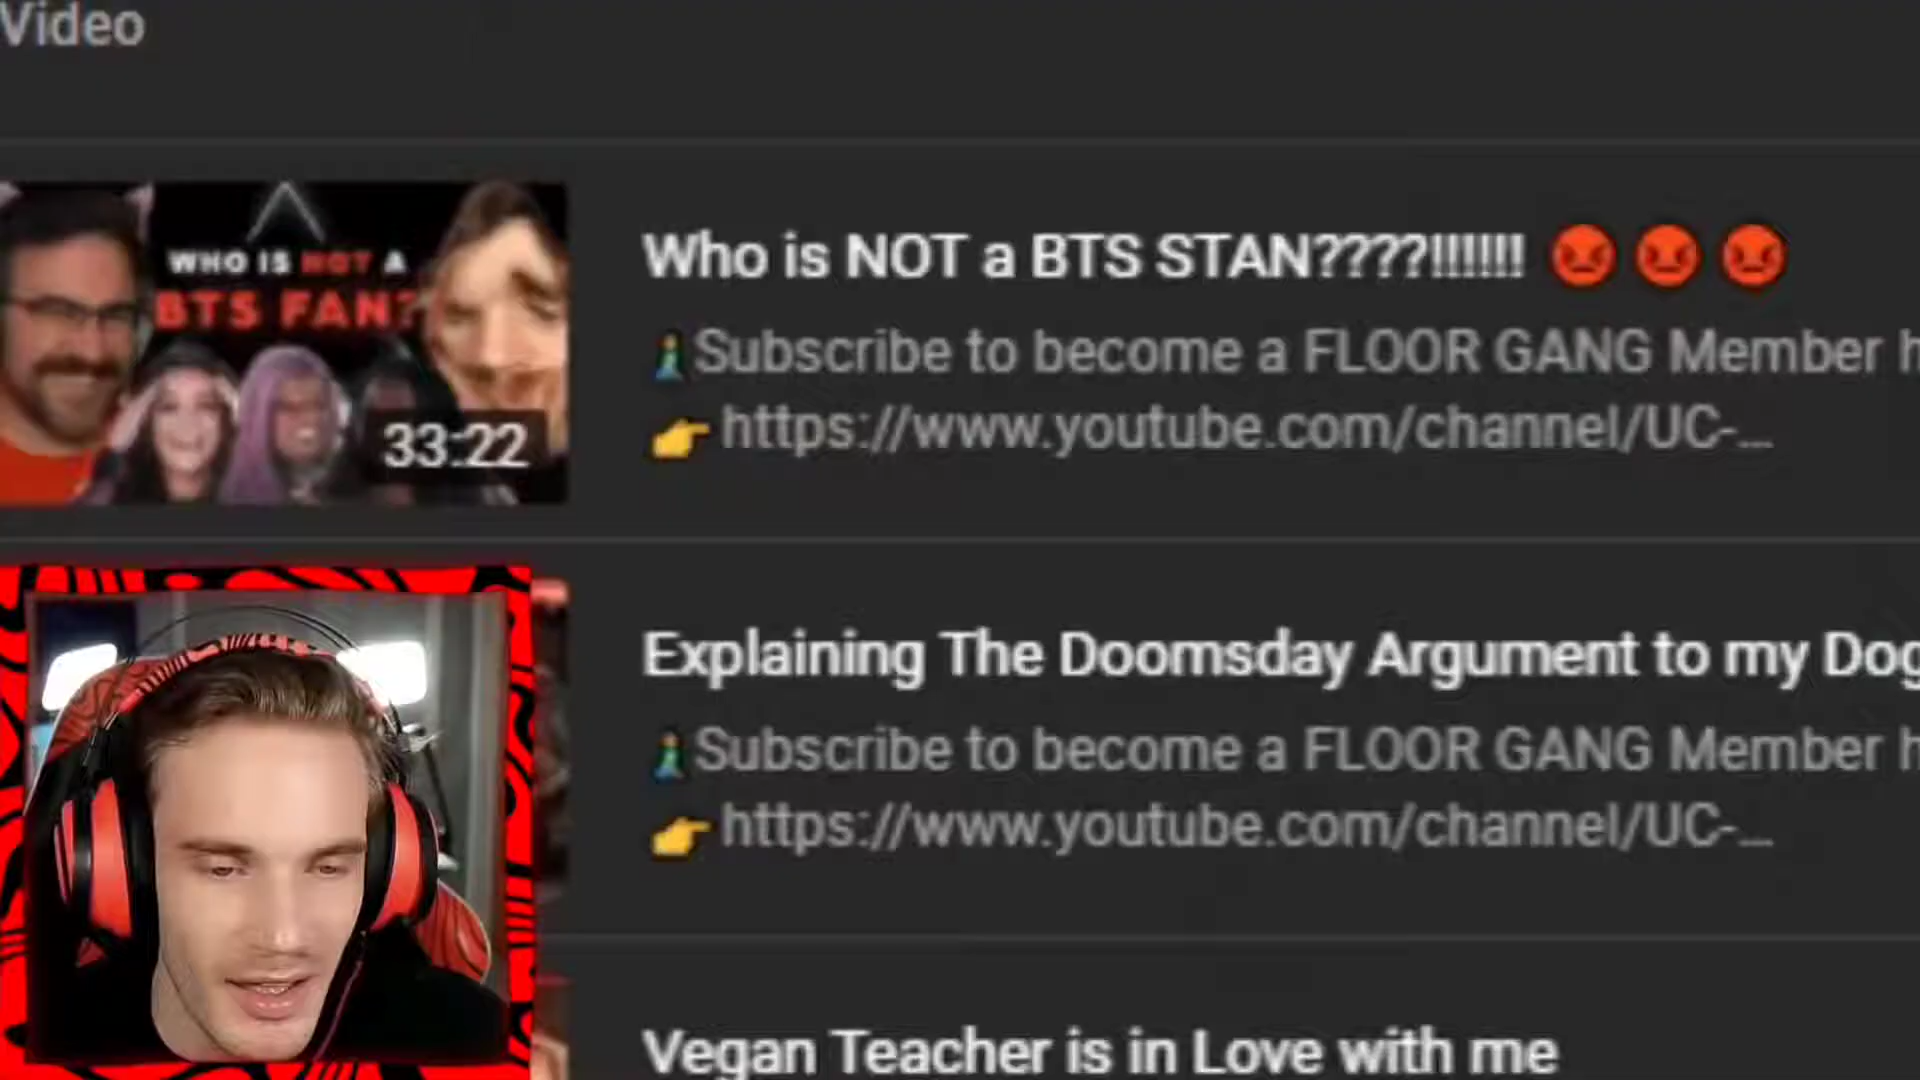 Video
WHO IS NOT A
BTS FAN?
33:22
Who is NOT a BTS STAN????!!!!!!! 😡 😡 😡
Subscribe to become a FLOOR GANG Member h
👉 https://www.youtube.com/channel/UC-...
Explaining The Doomsday Argument to my Dog
Subscribe to become a FLOOR GANG Member h
👉 https://www.youtube.com/channel/UC-...
Vegan Teacher is in Love with me